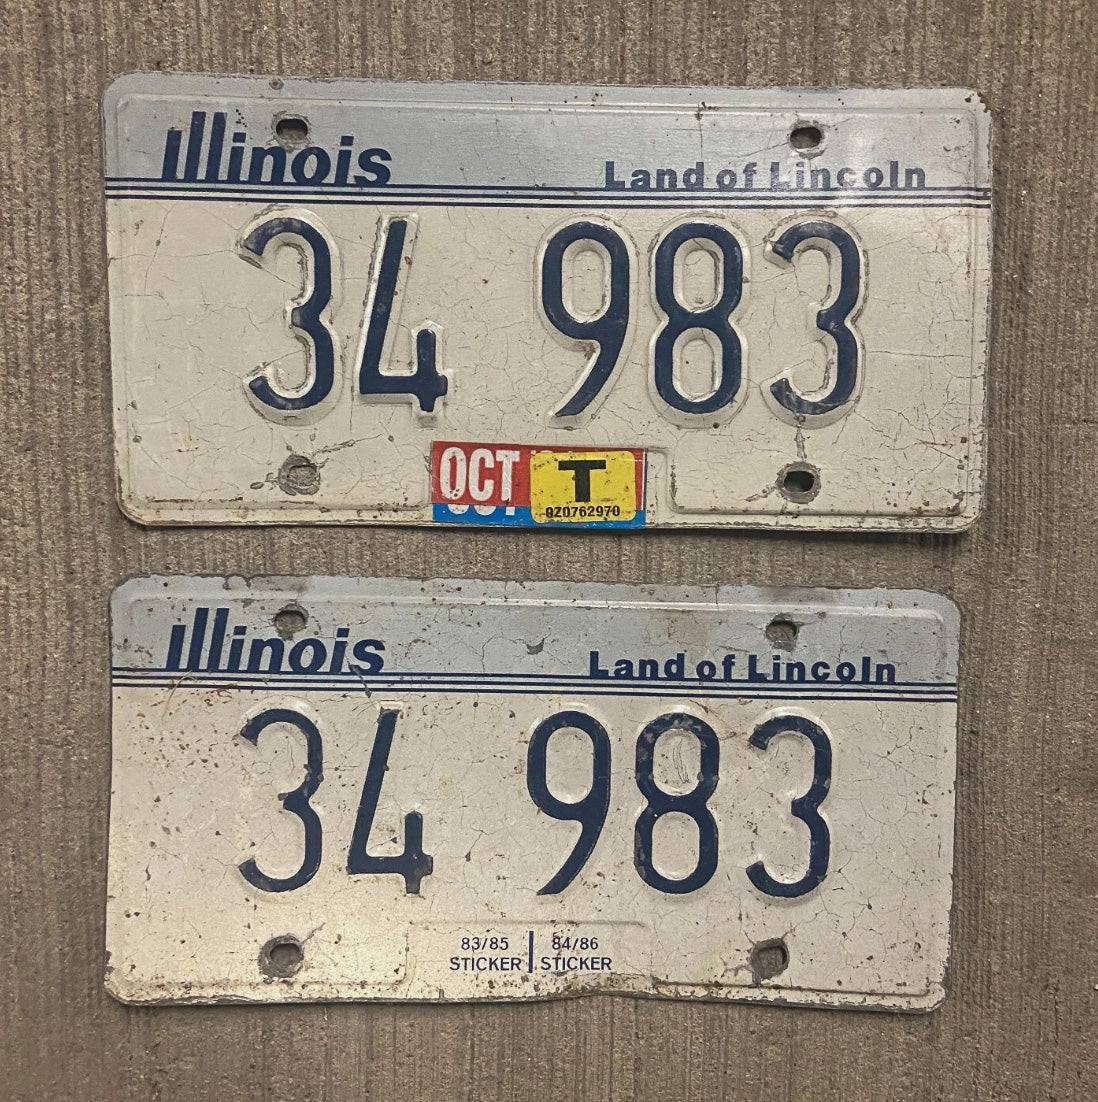 Illinois
Land of Lincoln
34 983
OCT T
0Z0762970
Illinois
Land of Lincoln
34 983
83/85 84/86
STICKER STICKER